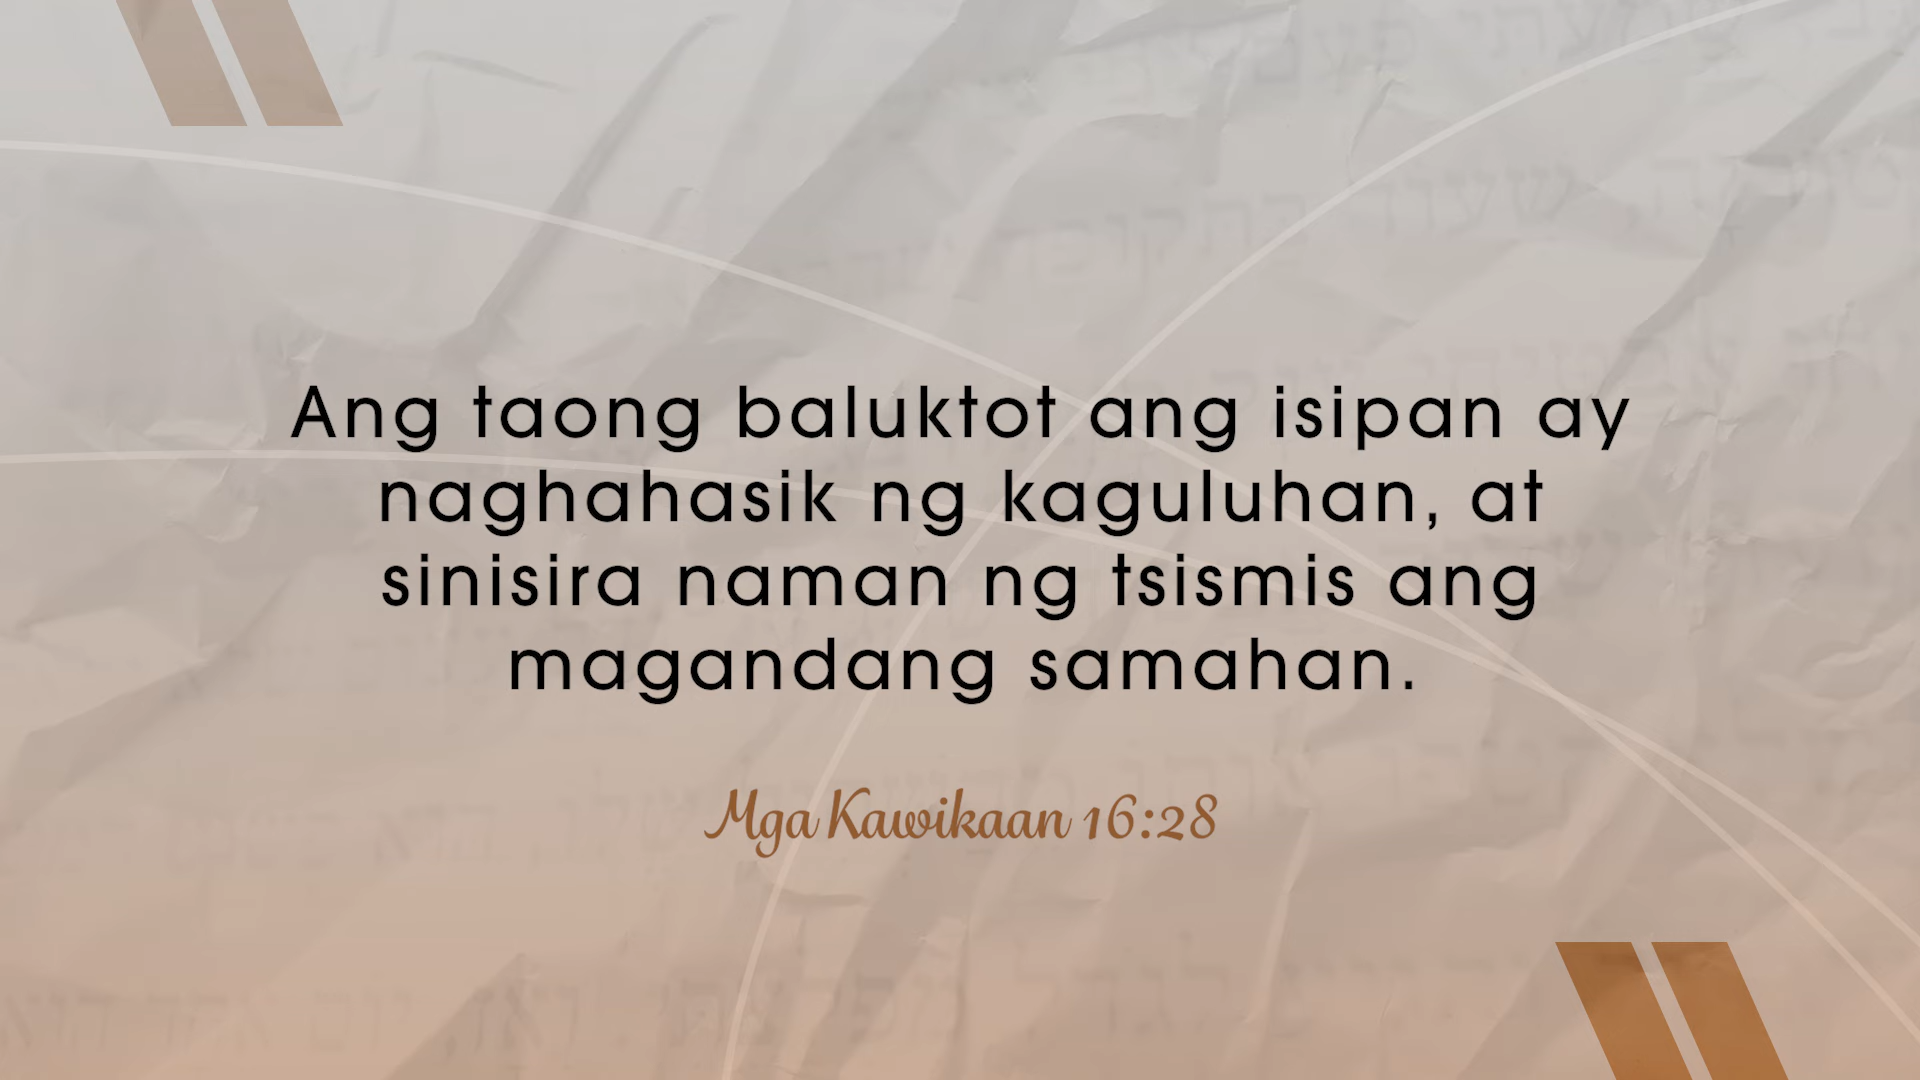 Ang taong baluktot ang isipan ay
naghahasik ng kaguluhan, at
sinisira naman ng tsismis ang
magandang samahan.
Mga Kawikaan 16:28